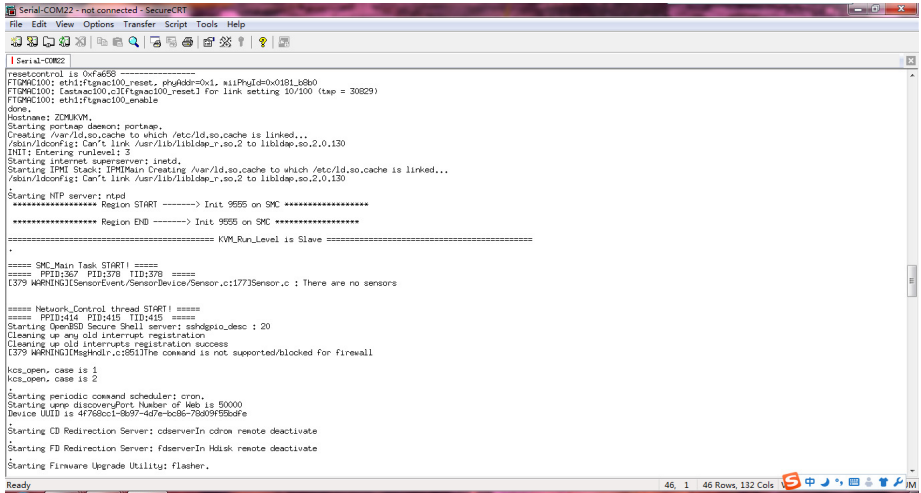 Serial-COM22 - not connected - SecureCRT
File Edit View Options Transfer Script Tools Help
Serial-COM22
resetcontrol is 0xfa658 ----------------
FTGMAC100: eth1:ftgmac100_reset, phyAddr=0x1, miiPhyId=0x0181_b8b0
FTGMAC100: [astmac100.c][ftgmac100_reset] for link setting 10/100 (tmp = 30829)
FTGMAC100: eth1:ftgmac100_enable
done.
Hostname: ZCMUKVM.
Starting portmap daemon: portmap.
Creating /var/ld.so.cache to which /etc/ld.so.cache is linked...
/sbin/ldconfig: Can't link /usr/lib/libldap_r.so.2 to libldap.so.2.0.130
INIT: Entering runlevel: 3
Starting internet superserver: inetd.
Starting IPMI Stack: IPMIMain Creating /var/ld.so.cache to which /etc/ld.so.cache is linked...
/sbin/ldconfig: Can't link /usr/lib/libldap_r.so.2 to libldap.so.2.0.130
.
Starting NTP server: ntpd
****************** Region START -------> Init 9555 on SMC ******************
****************** Region END -------> Init 9555 on SMC ******************
============================================ KVM_Run_Level is Slave ============================================
.
===== SMC_Main Task START! =====
===== PPID:367 PID:378 TID:378 =====
[379 WARNING][SensorEvent/SensorDevice/Sensor.c:177]Sensor.c : There are no sensors
===== Network_Control thread START! =====
===== PPID:414 PID:415 TID:415 =====
Starting OpenBSD Secure Shell server: sshdgpio_desc : 20
Cleaning up any old interrupt registration
Cleaning up old interrupts registration success
[379 WARNING][MsgHndlr.c:851]The command is not supported/blocked for firewall
kcs_open, case is 1
kcs_open, case is 2
.
Starting periodic command scheduler: cron.
Starting upnp discoveryPort Number of Web is 50000
Device UUID is 4f768cc1-8b97-4d7e-bc86-78d09f55bdfe
.
Starting CD Redirection Server: cdserverIn cdrom remote deactivate
.
Starting FD Redirection Server: fdserverIn Hdisk remote deactivate
.
Starting Firmware Upgrade Utility: flasher.
Ready 46, 1 46 Rows, 132 Cols 中